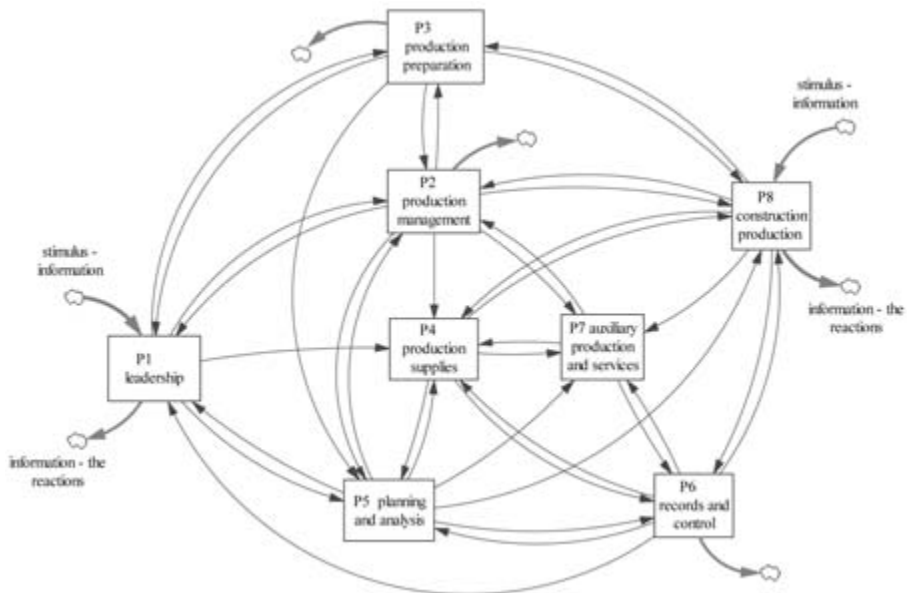 P3
production
preparation
stimulus -
information
P2
production
management
P8
construction
production
stimulus -
information
P4
production
supplies
P7 auxiliary
production
and services
information - the
reactions
P1
leadership
information - the
reactions
P5 planning
and analysis
P6
records and
control